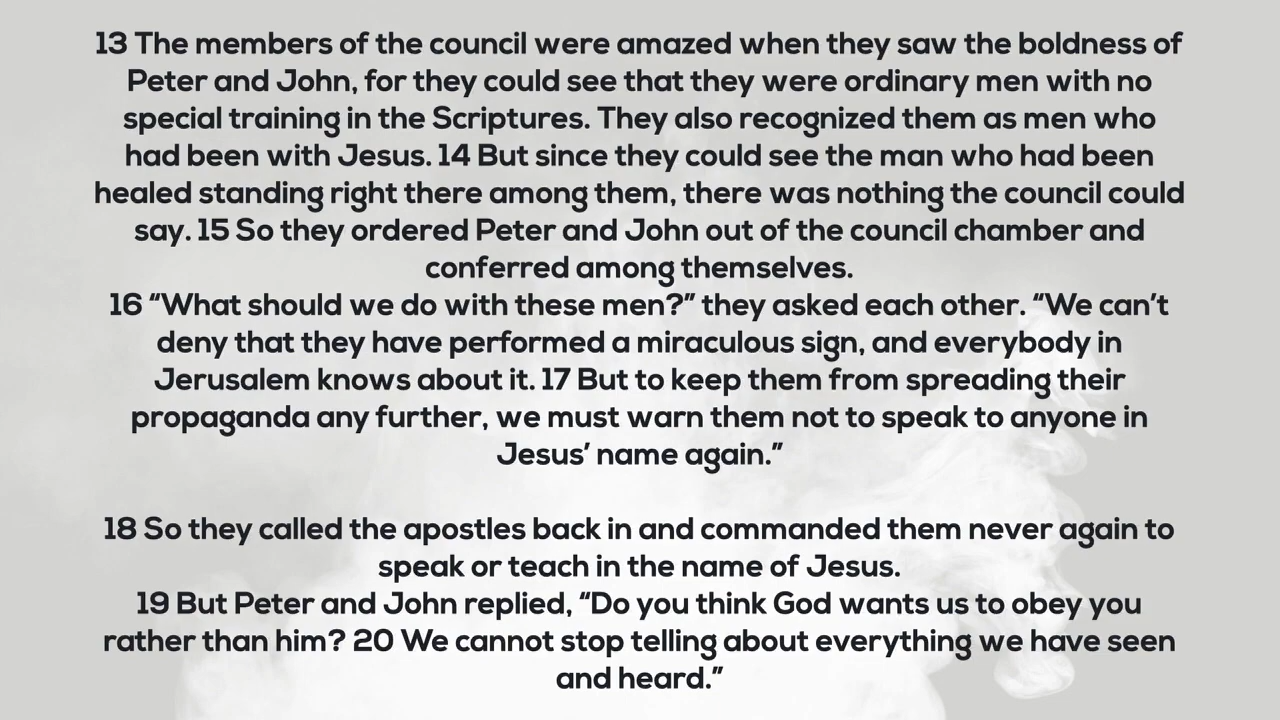 13 The members of the council were amazed when they saw the boldness of
Peter and John, for they could see that they were ordinary men with no
special training in the Scriptures. They also recognized them as men who
had been with Jesus. 14 But since they could see the man who had been
healed standing right there among them, there was nothing the council could
say. 15 So they ordered Peter and John out of the council chamber and
conferred among themselves.
16 “What should we do with these men?” they asked each other. “We can’t
deny that they have performed a miraculous sign, and everybody in
Jerusalem knows about it. 17 But to keep them from spreading their
propaganda any further, we must warn them not to speak to anyone in
Jesus’ name again.”
18 So they called the apostles back in and commanded them never again to
speak or teach in the name of Jesus.
19 But Peter and John replied, “Do you think God wants us to obey you
rather than him? 20 We cannot stop telling about everything we have seen
and heard.”